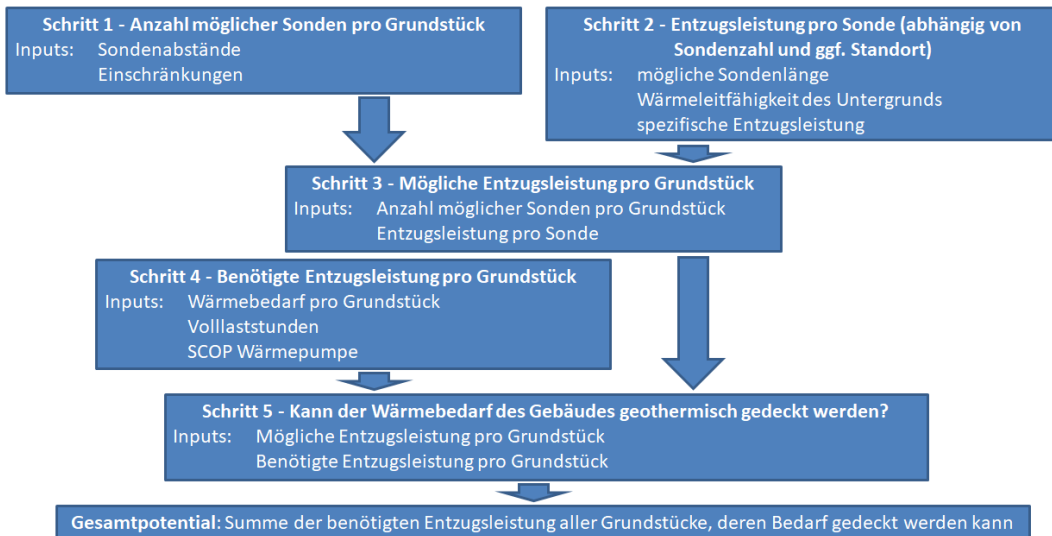 Schritt 1 - Anzahl möglicher Sonden pro Grundstück
Inputs: Sondenabstände
Einschränkungen
Schritt 2 - Entzugsleistung pro Sonde (abhängig von
Sondenzahl und ggf. Standort)
Inputs: mögliche Sondenlänge
Wärmeleitfähigkeit des Untergrunds
spezifische Entzugsleistung
Schritt 3 - Mögliche Entzugsleistung pro Grundstück
Inputs: Anzahl möglicher Sonden pro Grundstück
Entzugsleistung pro Sonde
Schritt 4 - Benötigte Entzugsleistung pro Grundstück
Inputs: Wärmebedarf pro Grundstück
Volllaststunden
SCOP Wärmepumpe
Schritt 5 - Kann der Wärmebedarf des Gebäudes geothermisch gedeckt werden?
Inputs: Mögliche Entzugsleistung pro Grundstück
Benötigte Entzugsleistung pro Grundstück
Gesamtpotential: Summe der benötigten Entzugsleistung aller Grundstücke, deren Bedarf gedeckt werden kann